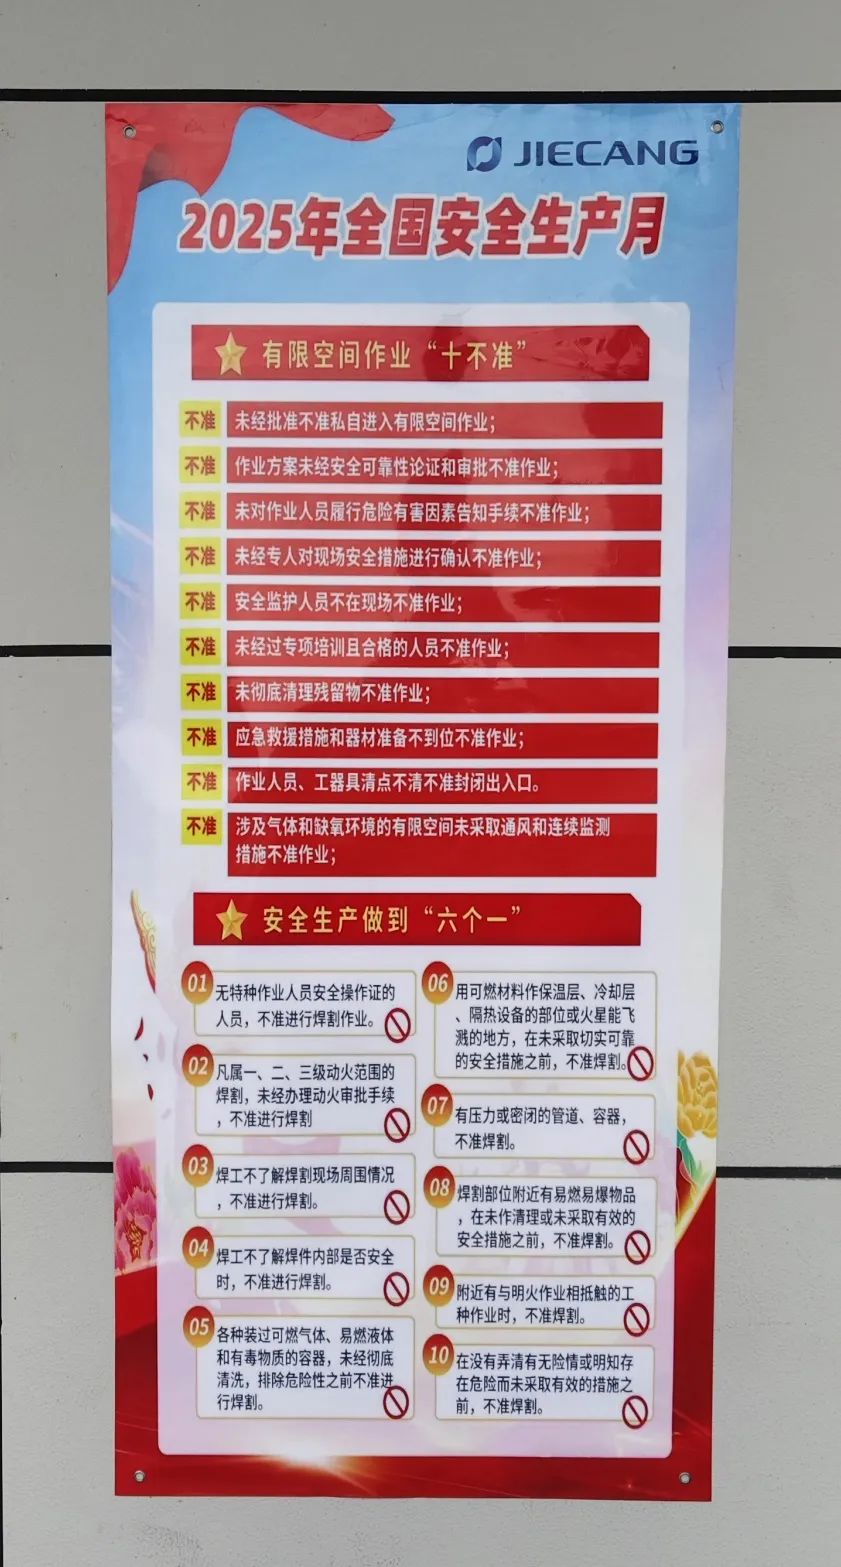 JIECANG
2025年全国安全生产月
有限空间作业“十不准”
不准 未经批准不准私自进入有限空间作业；
不准 作业方案未经安全可靠性论证和审批不准作业；
不准 未对作业人员履行危险有害因素告知手续不准作业；
不准 未经专人对现场安全措施进行确认不准作业；
不准 安全监护人员不在现场不准作业；
不准 未经过专项培训且合格的人员不准作业；
不准 未彻底清理残留物不准作业；
不准 应急救援措施和器材准备不到位不准作业；
不准 作业人员、工器具清点不清不准封闭出入口。
不准 涉及气体和缺氧环境的有限空间未采取通风和连续监测
措施不准作业；
安全生产做到“六个一”
01 无特种作业人员安全操作证的
人员，不准进行焊割作业。
02 凡属一、二、三级动火范围的
焊割，未经办理动火审批手续
，不准进行焊割
03 焊工不了解焊割现场周围情况
，不准进行焊割。
04 焊工不了解焊件内部是否安全
时，不准进行焊割。
05 各种装过可燃气体、易燃液体
和有毒物质的容器，未经彻底
清洗，排除危险性之前不准进
行焊割。
06 用可燃材料作保温层、冷却层
、隔热设备的部位或火星能飞
溅的地方，在未采取切实可靠
的安全措施之前，不准焊割。
07 有压力或密闭的管道、容器，
不准焊割。
08 焊割部位附近有易燃易爆物品
，在未作清理或未采取有效的
安全措施之前，不准焊割。
09 附近有与明火作业相抵触的工
种作业时，不准焊割。
10 在没有弄清有无险情或明知存
在危险而未采取有效的措施之
前，不准焊割。